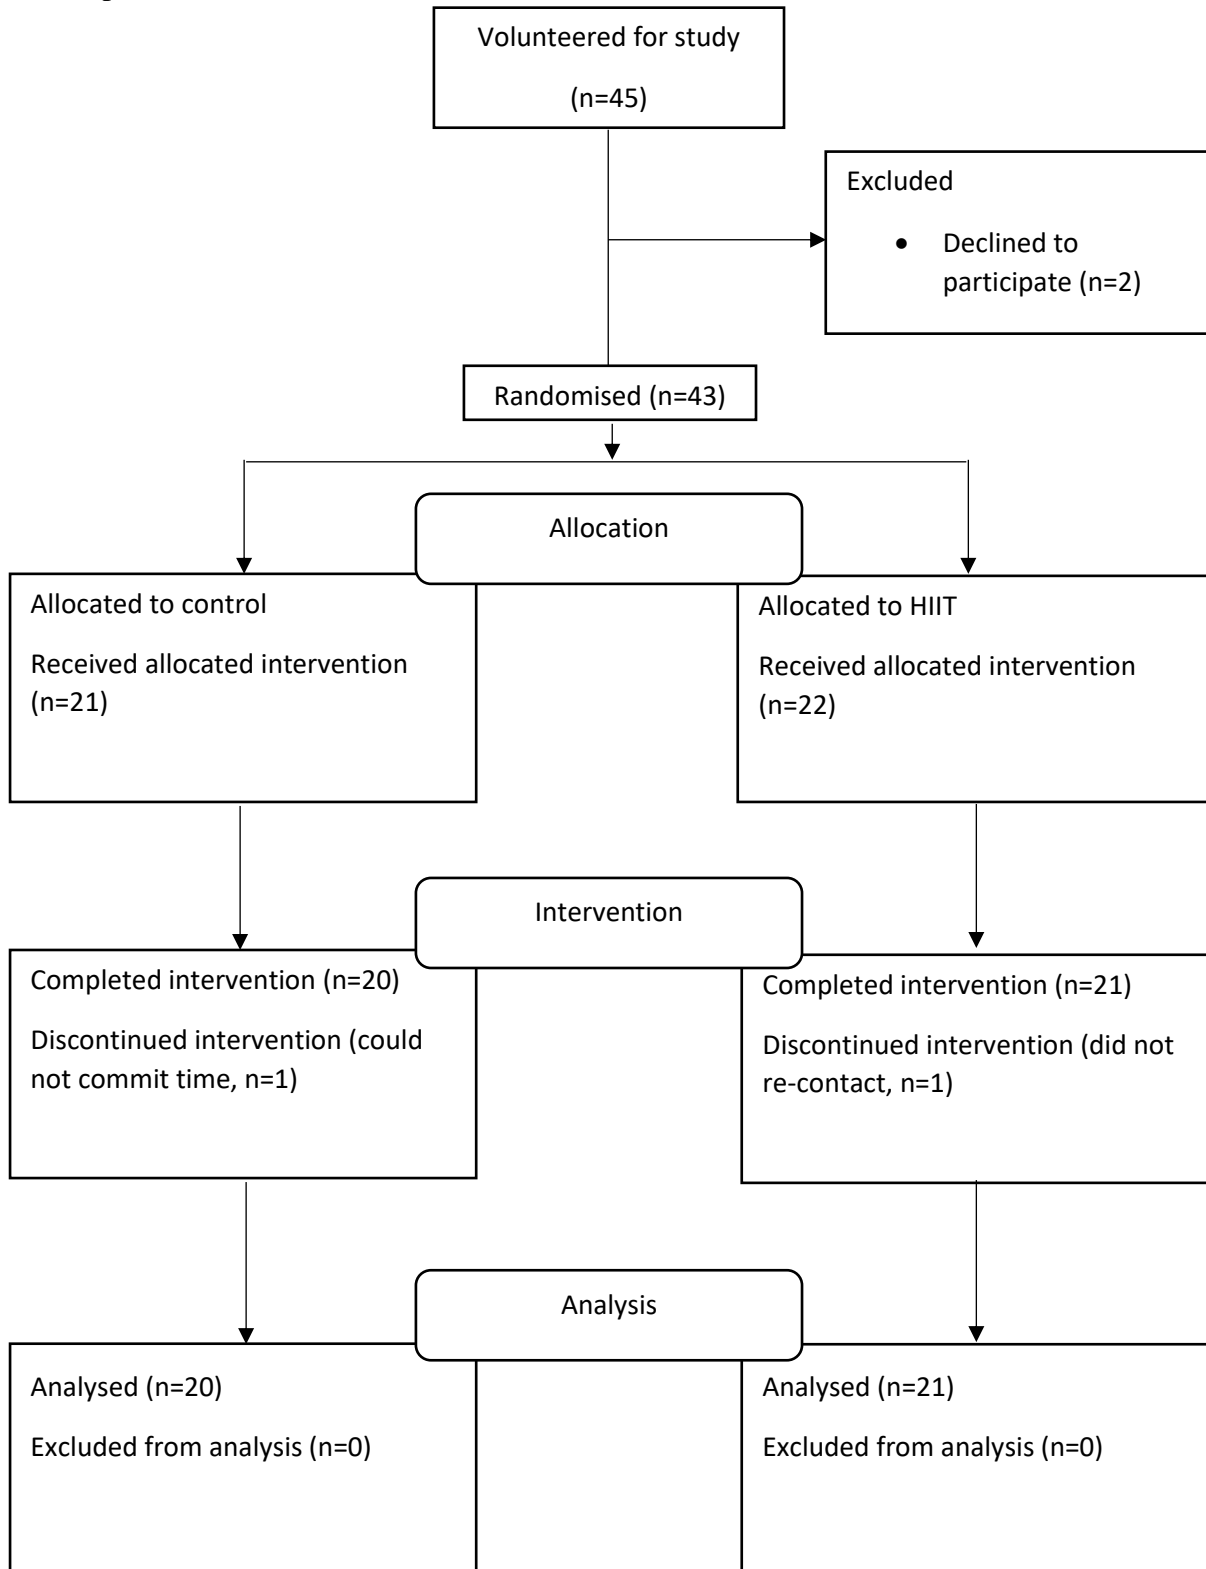 Volunteered for study
(n=45)
Excluded
• Declined to
participate (n=2)
Randomised (n=43)
Allocation
Allocated to control
Received allocated intervention
(n=21)
Allocated to HIIT
Received allocated intervention
(n=22)
Intervention
Completed intervention (n=20)
Discontinued intervention (could
not commit time, n=1)
Completed intervention (n=21)
Discontinued intervention (did not
re-contact, n=1)
Analysis
Analysed (n=20)
Excluded from analysis (n=0)
Analysed (n=21)
Excluded from analysis (n=0)